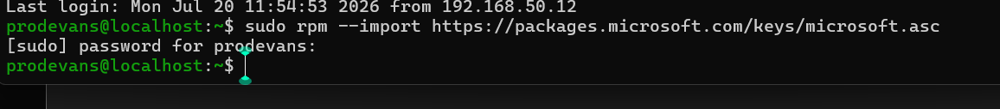 Last login: Mon Jul 20 11:54:53 2026 from 192.168.50.12
prodevans@localhost:~$ sudo rpm --import https://packages.microsoft.com/keys/microsoft.asc
[sudo] password for prodevans:
prodevans@localhost:~$